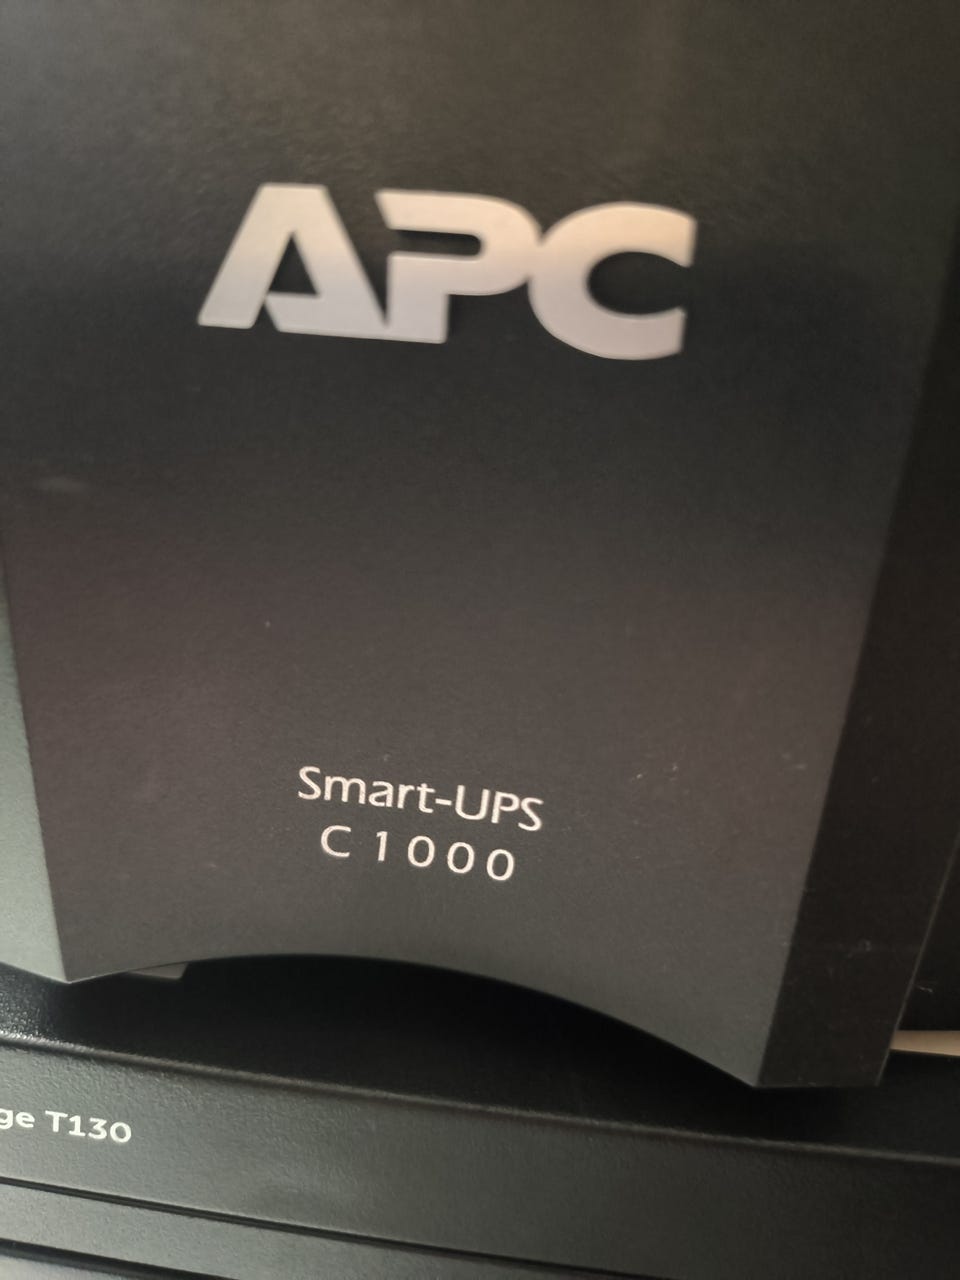 APC
Smart-UPS
C 1000
ge T130